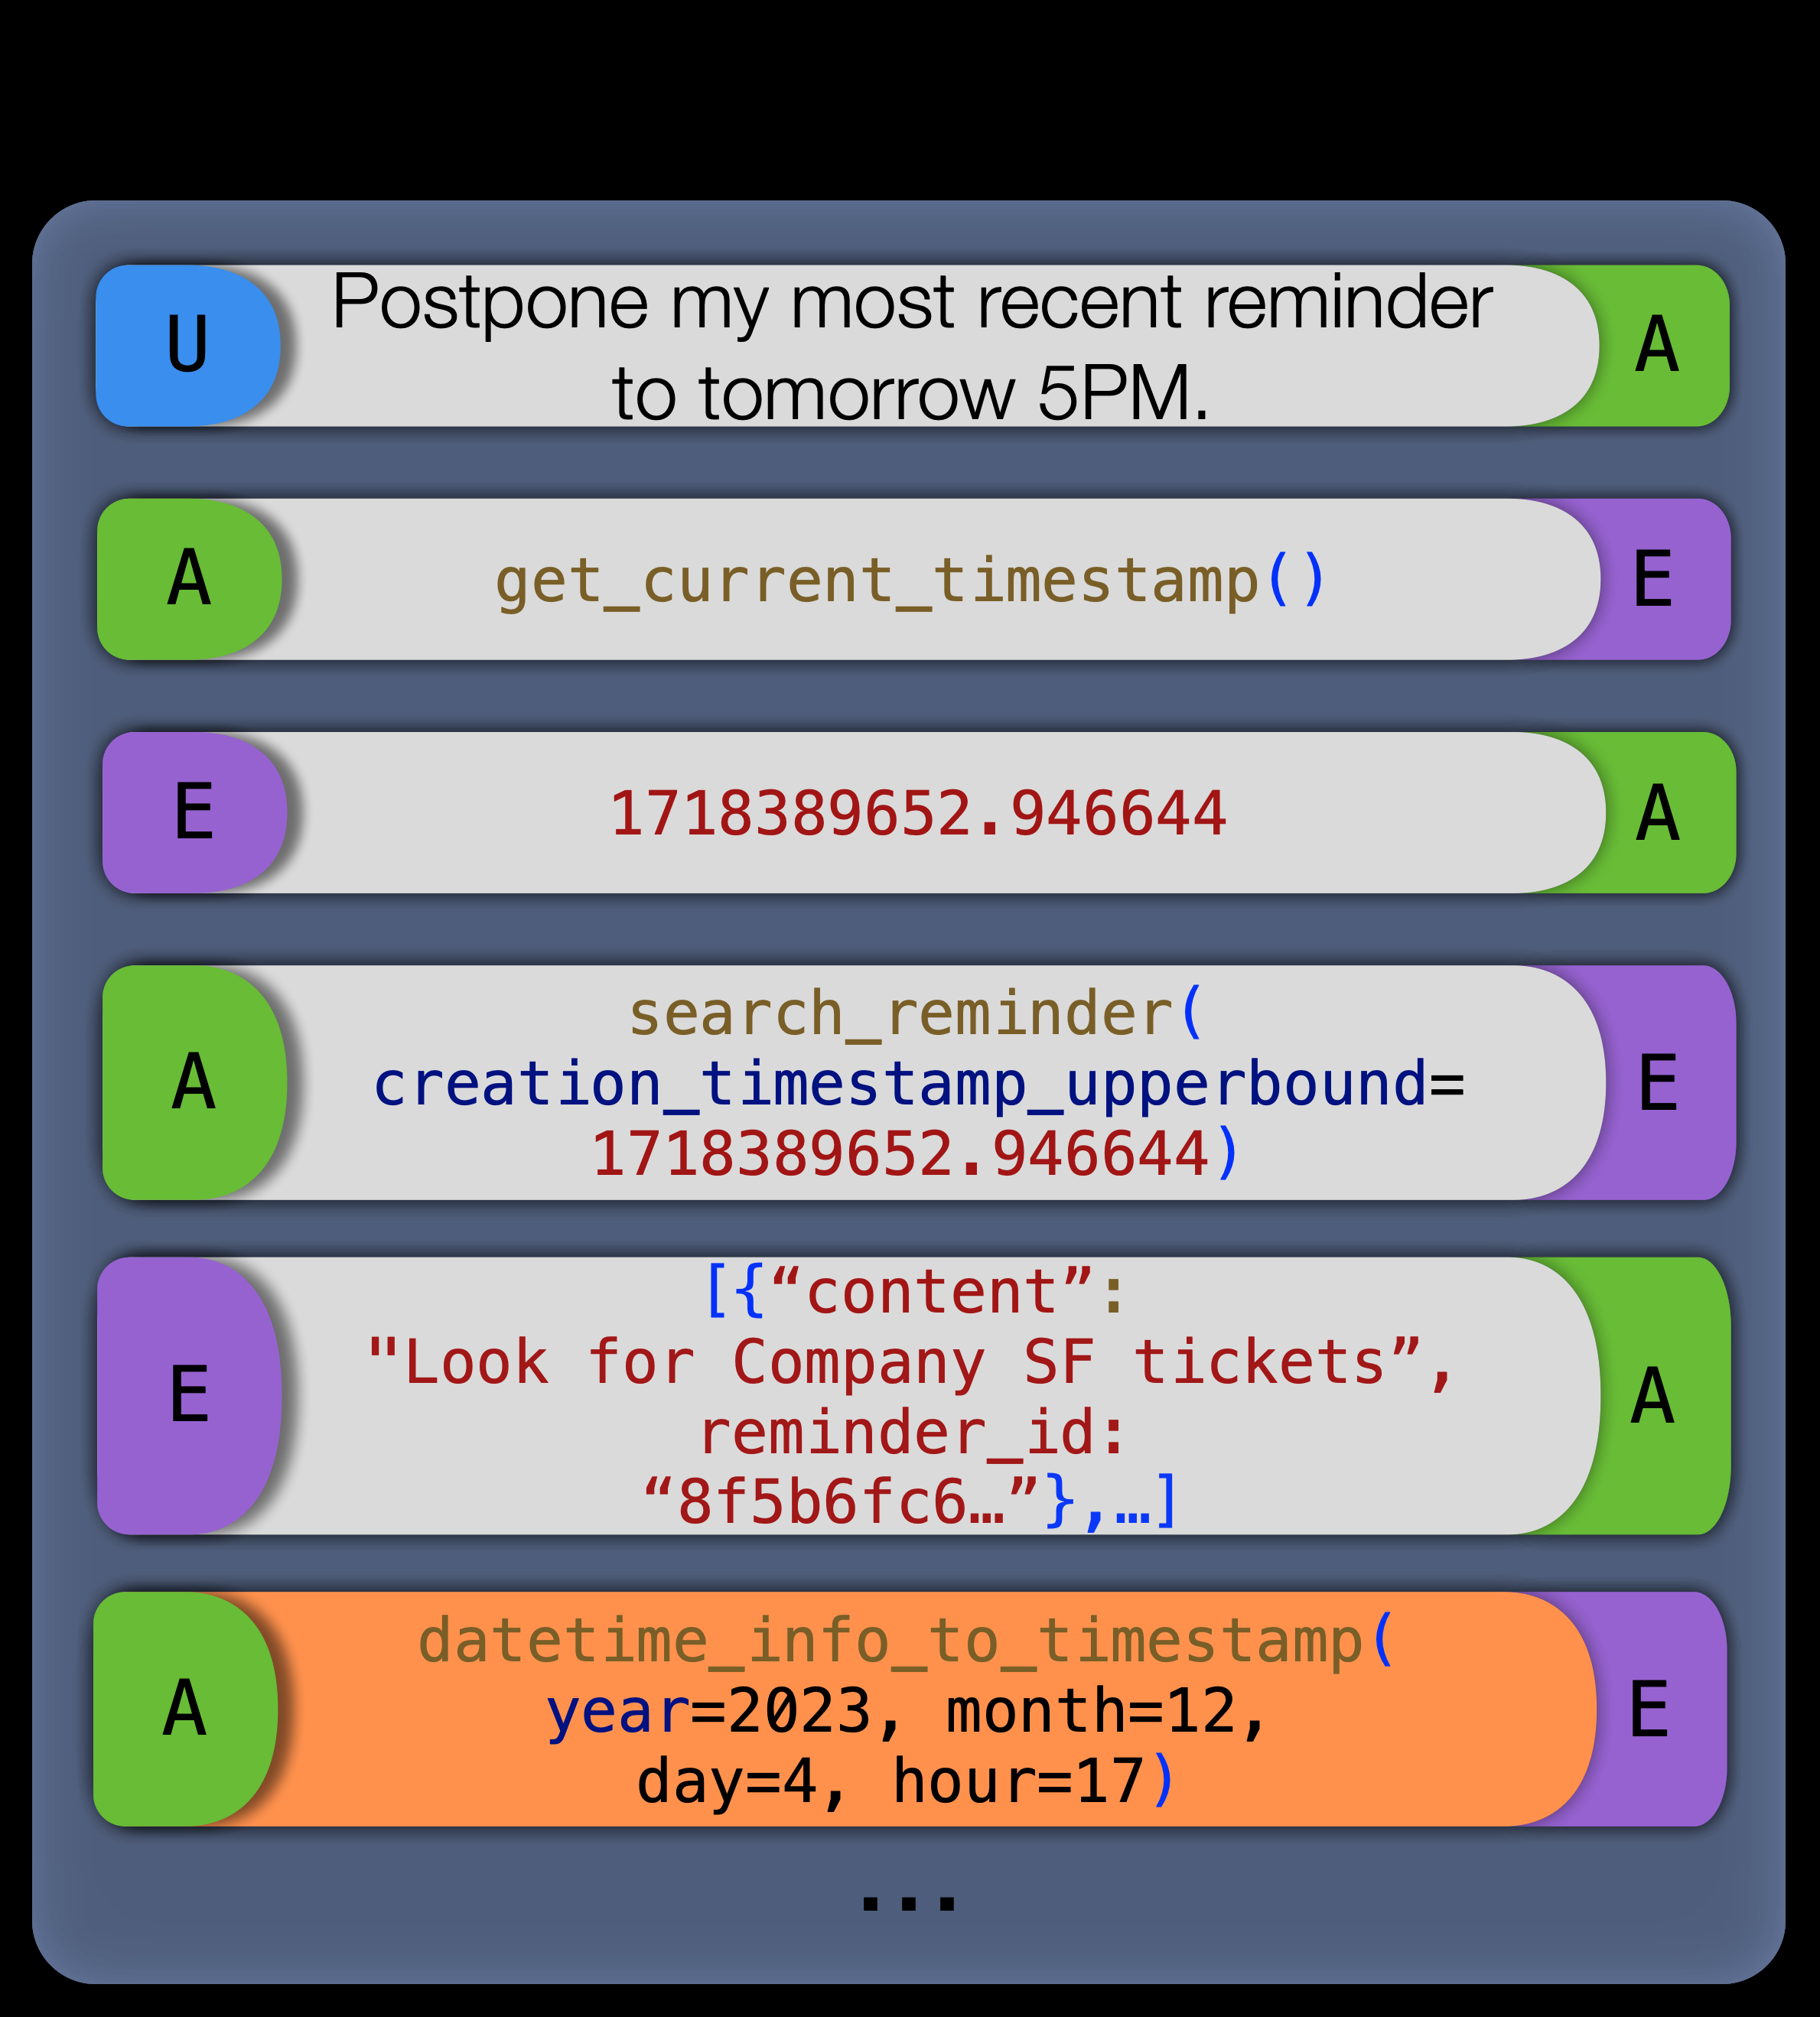 U
Postpone my most recent reminder
to tomorrow 5PM.
A
A
get_current_timestamp()
E
E
1718389652.946644
A
A
search_reminder(
creation_timestamp_upperbound=
1718389652.946644)
E
E
[{“content”:
"Look for Company SF tickets”,
reminder_id:
“8f5b6fc6…”},…]
A
A
datetime_info_to_timestamp(
year=2023, month=12,
day=4, hour=17)
E
...